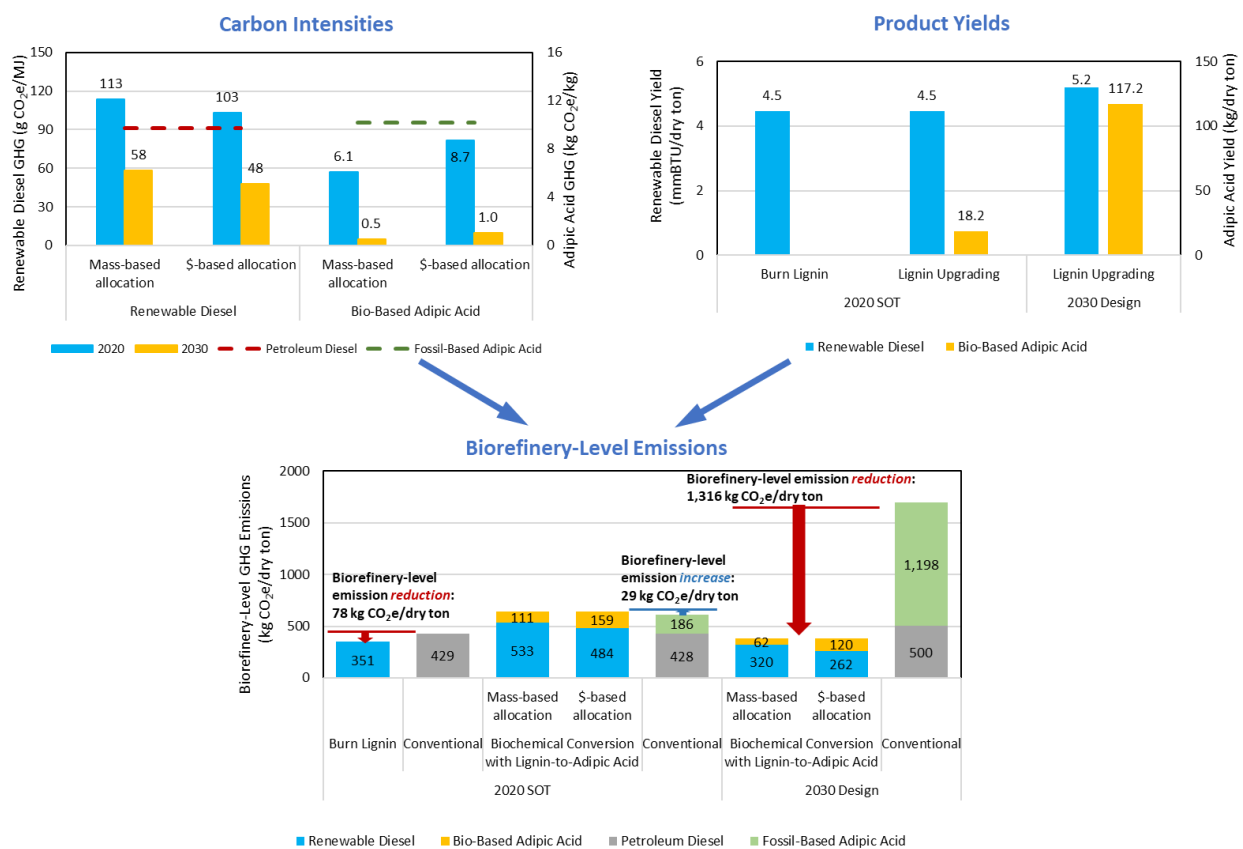 Carbon Intensities
Renewable Diesel GHG (g CO₂e/MJ)
150
120
90
60
30
0
113
58
103
48
6.1
0.5
8.7
1.0
16
12
8
4
0
Adipic Acid GHG (kg CO₂e/kg)
Mass-based
allocation
$-based allocation
Mass-based
allocation
$-based allocation
Renewable Diesel
Bio-Based Adipic Acid
2020
2030
Petroleum Diesel
Fossil-Based Adipic Acid
Product Yields
Renewable Diesel Yield
(mmBTU/dry ton)
6
4
2
0
4.5
4.5
18.2
5.2
117.2
150
100
50
0
Adipic Acid Yield (kg/dry ton)
Burn Lignin
Lignin Upgrading
Lignin Upgrading
2020 SOT
2030 Design
Renewable Diesel
Bio-Based Adipic Acid
Biorefinery-Level Emissions
Biorefinery-Level GHG Emissions
(kg CO₂e/dry ton)
2000
1500
1000
500
0
Biorefinery-level
emission reduction:
78 kg CO₂e/dry ton
Biorefinery-level
emission increase:
29 kg CO₂e/dry ton
Biorefinery-level emission reduction:
1,316 kg CO₂e/dry ton
351
429
111
533
159
484
186
428
62
320
120
262
1,198
500
Mass-based
allocation
$-based
allocation
Mass-based
allocation
$-based
allocation
Burn Lignin
Conventional
Biochemical Conversion
with Lignin-to-Adipic Acid
Conventional
Biochemical Conversion
with Lignin-to-Adipic Acid
Conventional
2020 SOT
2030 Design
Renewable Diesel
Bio-Based Adipic Acid
Petroleum Diesel
Fossil-Based Adipic Acid